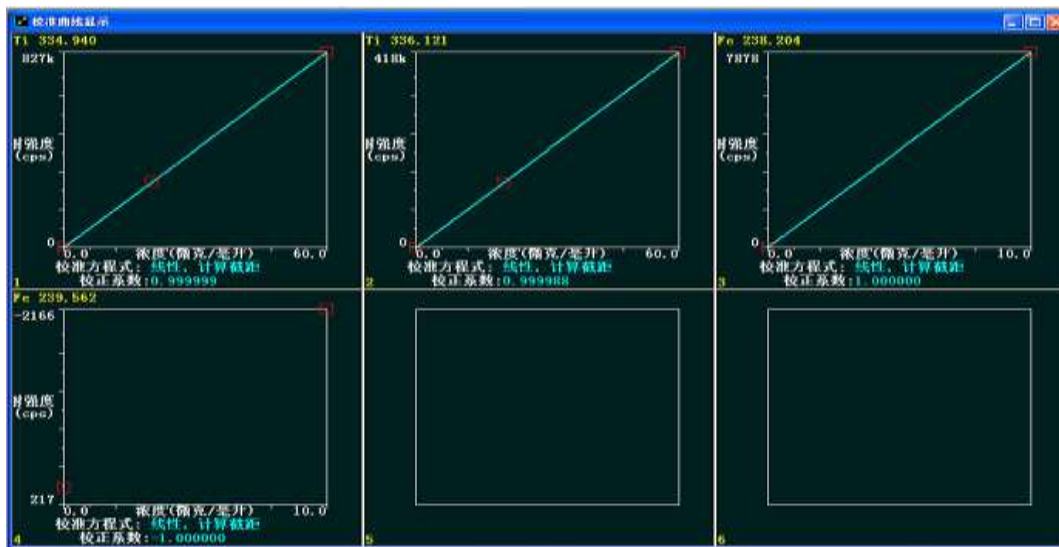 校准曲线显示
Ti 334.940
827k
射强度
(cps)
0
0.0 浓度(微克/毫升) 60.0
校准方程式: 线性, 计算截距
校正系数:0.999999
1
Ti 336.121
418k
射强度
(cps)
0
0.0 浓度(微克/毫升) 60.0
校准方程式: 线性, 计算截距
校正系数:0.999988
2
Fe 238.204
7878
射强度
(cps)
0
0.0 浓度(微克/毫升) 10.0
校准方程式: 线性, 计算截距
校正系数:1.000000
3
Fe 239.562
-2166
射强度
(cps)
217
0.0 浓度(微克/毫升) 10.0
校准方程式: 线性, 计算截距
校正系数:-1.000000
4
5
6